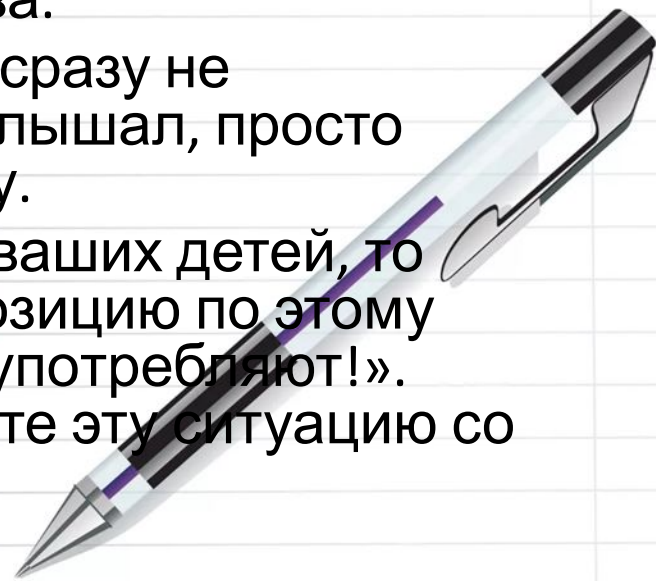 ва.
сразу не
лышал, просто
у.
ваших детей, то
озицию по этому
употребляют!».
те эту ситуацию со